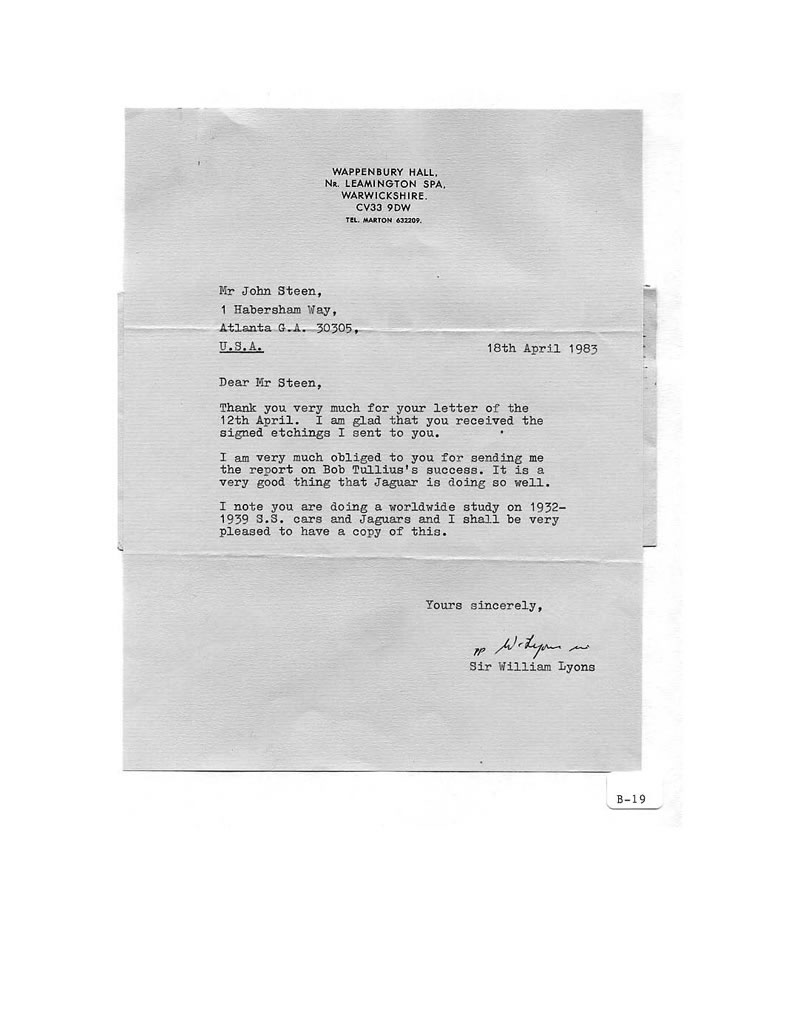 WAPPENBURY HALL,
NR. LEAMINGTON SPA,
WARWICKSHIRE.
CV33 9DW
TEL. MARTON 632209.
Mr John Steen,
1 Habersham Way,
Atlanta G.A. 30305,
U.S.A.
18th April 1983
Dear Mr Steen,
Thank you very much for your letter of the
12th April. I am glad that you received the
signed etchings I sent to you.
I am very much obliged to you for sending me
the report on Bob Tullius's success. It is a
very good thing that Jaguar is doing so well.
I note you are doing a worldwide study on 1932-
1939 S.S. cars and Jaguars and I shall be very
pleased to have a copy of this.
Yours sincerely,
pp W. Lyons
Sir William Lyons
B-19